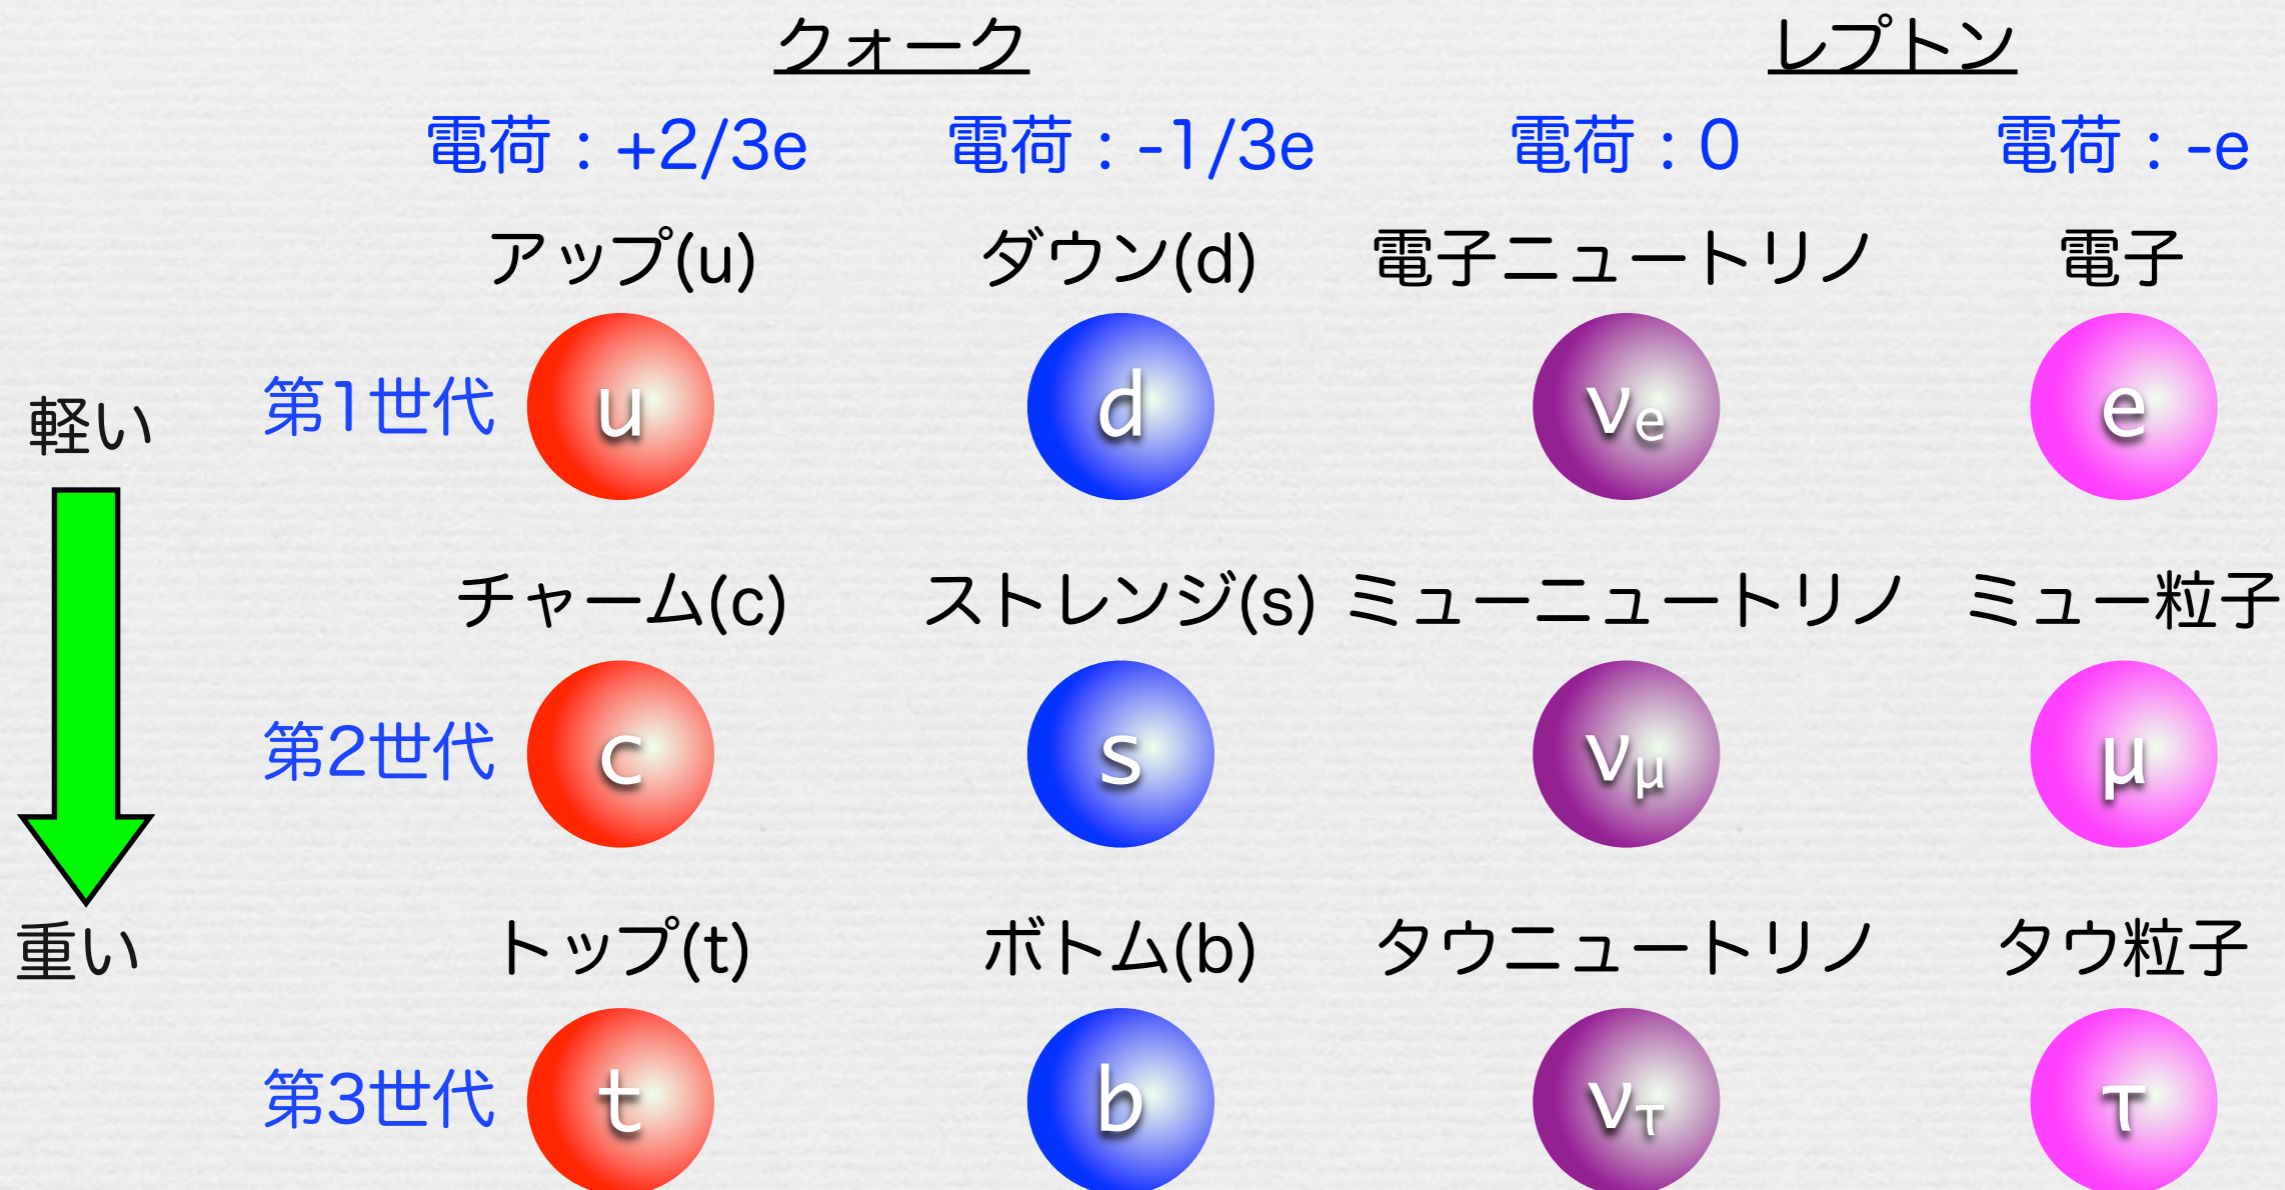 クォーク レプトン
電荷：+2/3e 電荷：-1/3e 電荷：0 電荷：-e
アップ(u) ダウン(d) 電子ニュートリノ 電子
軽い 第1世代 u d νe e
チャーム(c) ストレンジ(s) ミューニュートリノ ミュー粒子
第2世代 c s νμ μ
重い トップ(t) ボトム(b) タウニュートリノ タウ粒子
第3世代 t b ντ τ